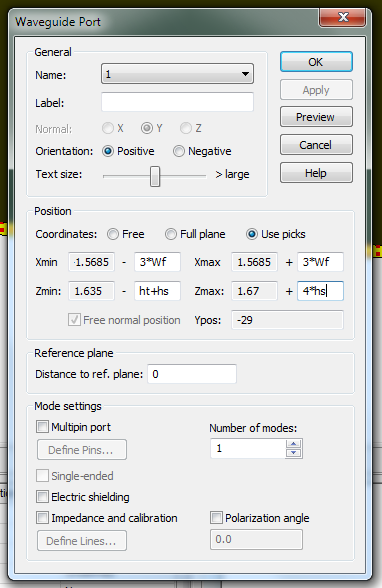 Waveguide Port
General
Name: 1
Label:
Normal: X Y Z
Orientation: Positive Negative
Text size: > large
OK
Apply
Preview
Cancel
Help
Position
Coordinates: Free Full plane Use picks
Xmin -1.5685 - 3*Wf Xmax 1.5685 + 3*Wf
Zmin: 1.635 - ht+hs Zmax: 1.67 + 4*hs
Free normal position Ypos: -29
Reference plane
Distance to ref. plane: 0
Mode settings
Multipin port Number of modes:
Define Pins... 1
Single-ended
Electric shielding
Impedance and calibration Polarization angle
Define Lines... 0.0